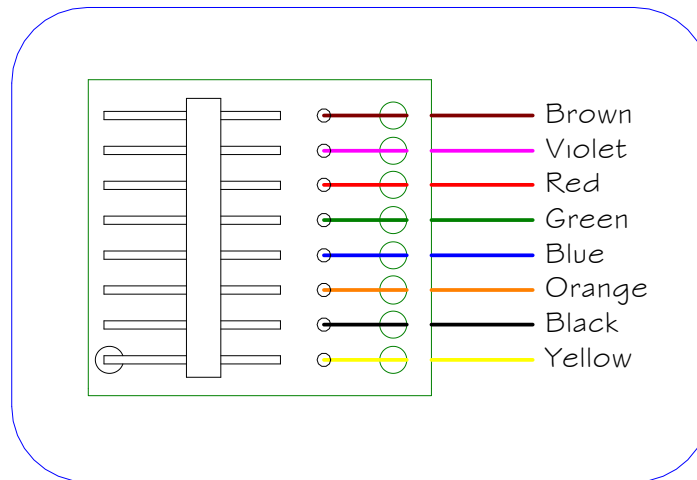 Brown
Violet
Red
Green
Blue
Orange
Black
Yellow